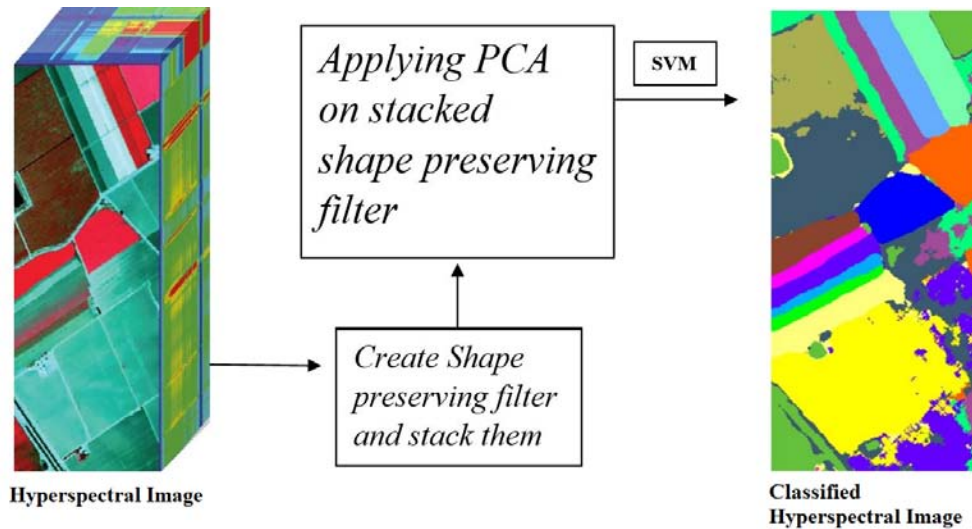 Hyperspectral Image
Create Shape
preserving filter
and stack them
Applying PCA
on stacked
shape preserving
filter
SVM
Classified
Hyperspectral Image